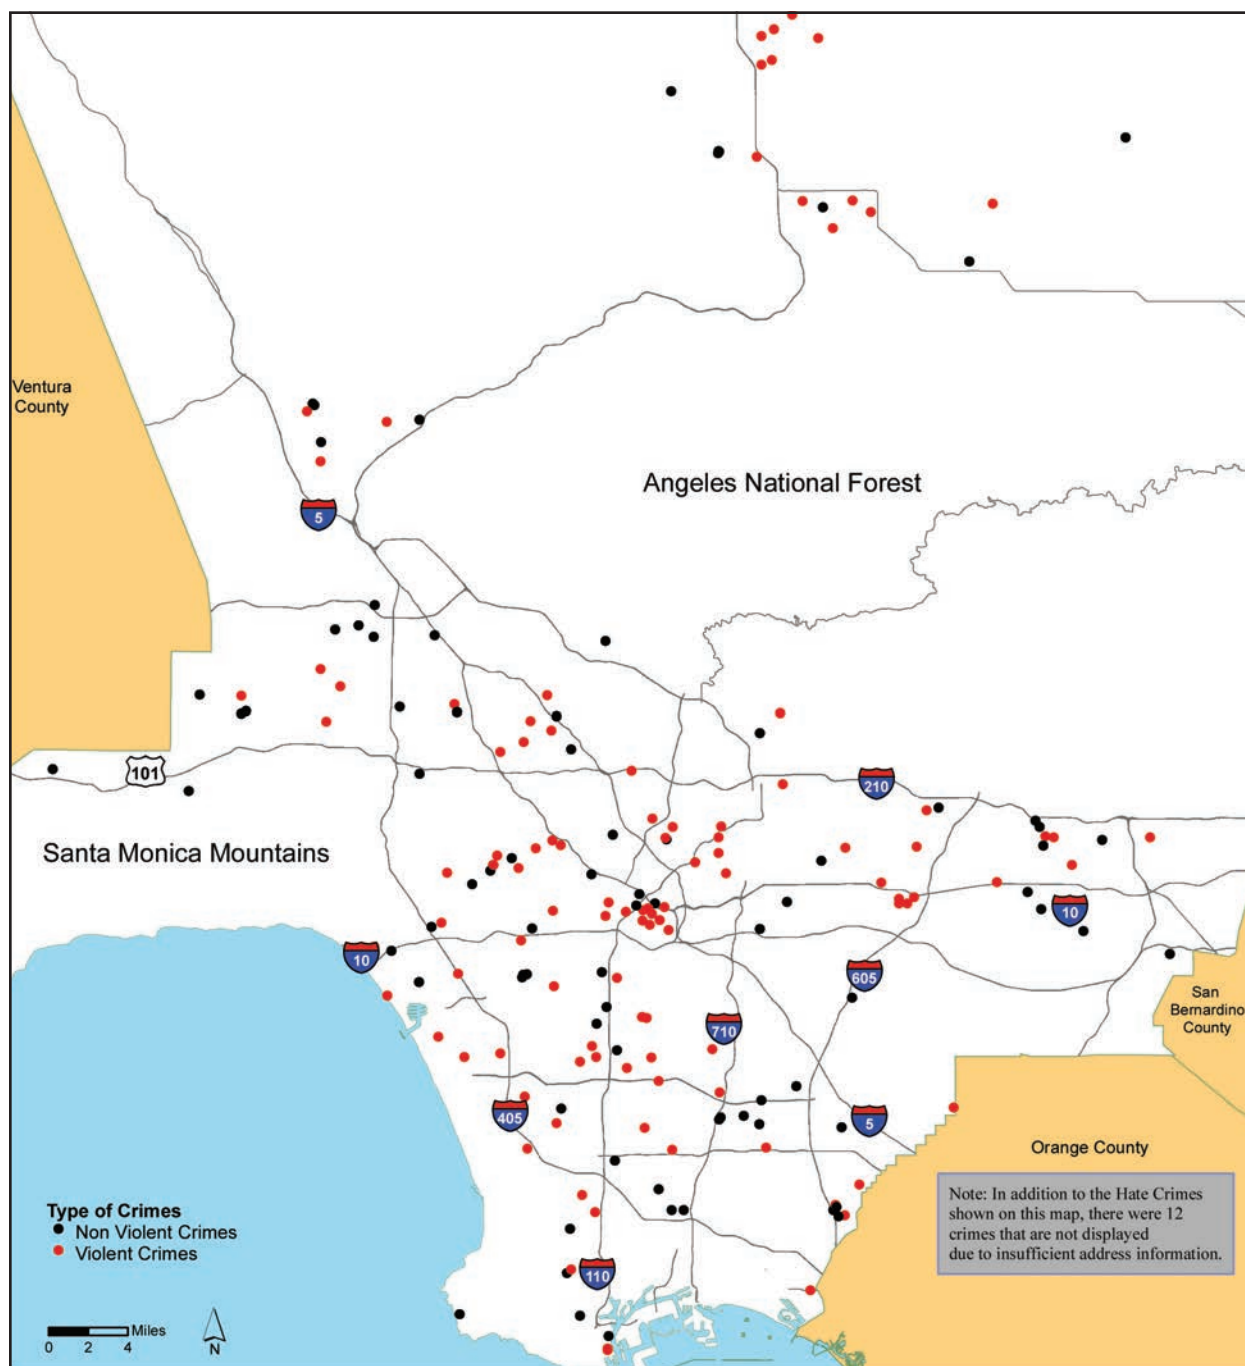 Ventura
County
Angeles National Forest
5
101
210
Santa Monica Mountains
10
10
605
San
Bernardino
County
710
405
5
Orange County
Note: In addition to the Hate Crimes
shown on this map, there were 12
crimes that are not displayed
due to insufficient address information.
Type of Crimes
Non Violent Crimes
Violent Crimes
110
Miles
0 2 4
N